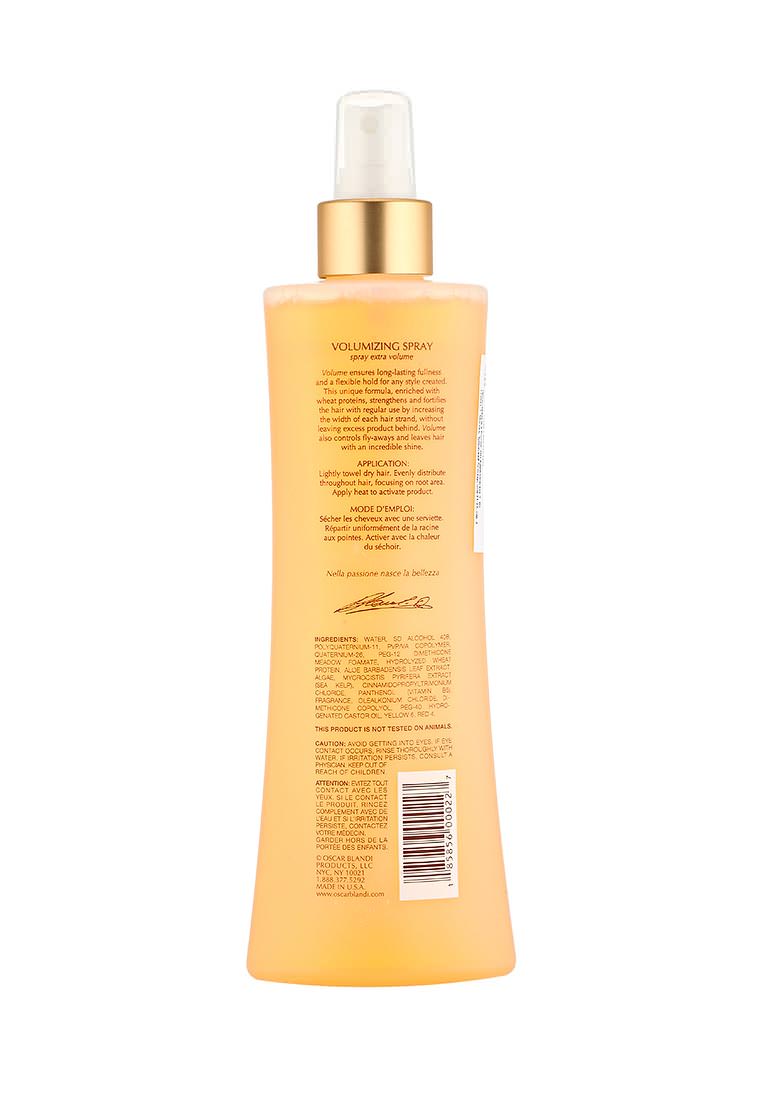 VOLUMIZING SPRAY
spray extra volume
Volume ensures long-lasting fullness
and a flexible hold for any style created.
This unique formula, enriched with
wheat proteins, strengthens and fortifies
the hair with regular use by increasing
the width of each hair strand, without
leaving excess product behind. Volume
also controls fly-aways and leaves hair
with an incredible shine.
APPLICATION:
Lightly towel dry hair. Evenly distribute
throughout hair, focusing on root area.
Apply heat to activate product.
MODE D'EMPLOI:
Sécher les cheveux avec une serviette.
Répartir uniformément de la racine
aux pointes. Activer avec la chaleur
du séchoir.
Nella passione nasce la bellezza
INGREDIENTS: WATER, SD ALCOHOL 40B,
POLYQUATERNIUM-11, PVP/VA COPOLYMER,
QUATERNIUM-26, PEG-12 DIMETHICONE
MEADOW FOAMATE, HYDROLYZED WHEAT
PROTEIN, ALOE BARBADENSIS LEAF EXTRACT,
ALGAE, MYCROCISTIS PYRIFERA EXTRACT
(SEA KELP), CINNAMIDOPROPYLTRIMONIUM
CHLORIDE, PANTHENOL (VITAMIN B5)
FRAGRANCE, OLEALKONIUM CHLORIDE, DI-
METHICONE COPOLYOL, PEG-40 HYDRO-
GENATED CASTOR OIL, YELLOW 6, RED 4.
THIS PRODUCT IS NOT TESTED ON ANIMALS.
CAUTION: AVOID GETTING INTO EYES. IF EYE
CONTACT OCCURS, RINSE THOROUGHLY WITH
WATER. IF IRRITATION PERSISTS, CONSULT A
PHYSICIAN. KEEP OUT OF
REACH OF CHILDREN.
ATTENTION: EVITEZ TOUT
CONTACT AVEC LES
YEUX. SI LE CONTACT
LE PRODUIT, RINCEZ
COMPLEMENT AVEC DE
L'EAU ET SI L'IRRITATION
PERSISTE, CONTACTEZ
VOTRE MÉDECIN.
GARDER HORS DE LA
PORTÉE DES ENFANTS.
© OSCAR BLANDI
PRODUCTS, LLC
NYC, NY 10021
1.888.377.5292
MADE IN U.S.A.
www.oscarblandi.com
1 85856 00022 7